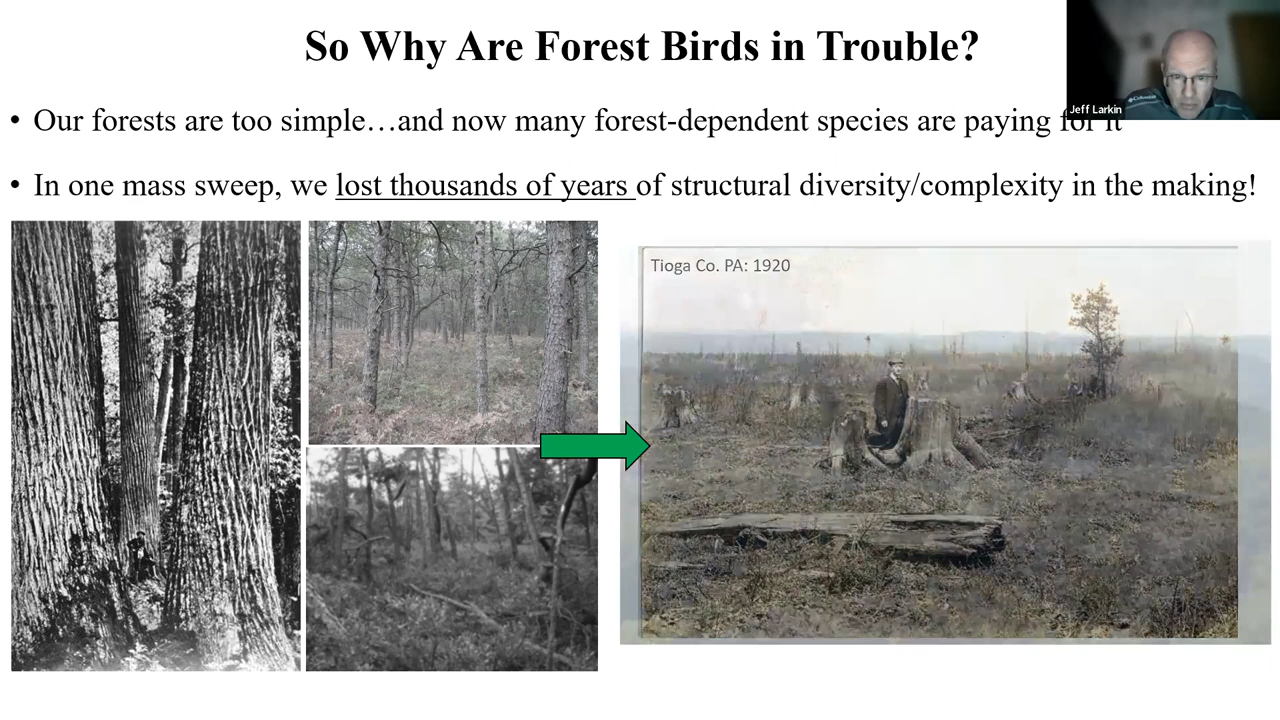 So Why Are Forest Birds in Trouble?
Jeff Larkin
Columbia
• Our forests are too simple…and now many forest-dependent species are paying for it
• In one mass sweep, we lost thousands of years of structural diversity/complexity in the making!
Tioga Co. PA: 1920